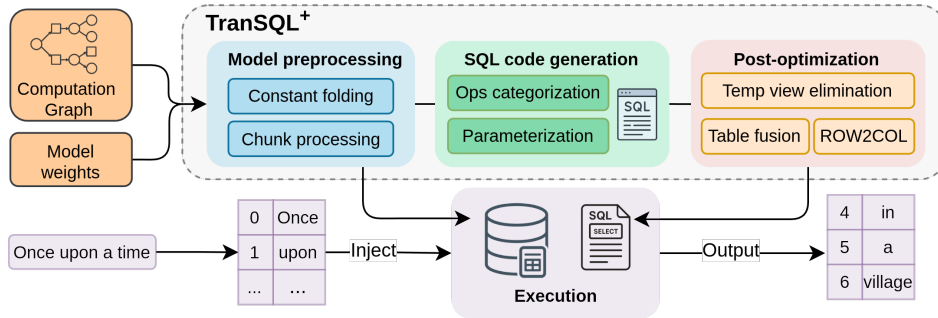 TranSQL+
Computation
Graph
Model
weights
Model preprocessing
Constant folding
Chunk processing
SQL code generation
Ops categorization
Parameterization
SQL
Post-optimization
Temp view elimination
Table fusion
ROW2COL
Once upon a time
0 Once
1 upon
... ...
Inject
SQL
SELECT
Execution
Output
4 in
5 a
6 village